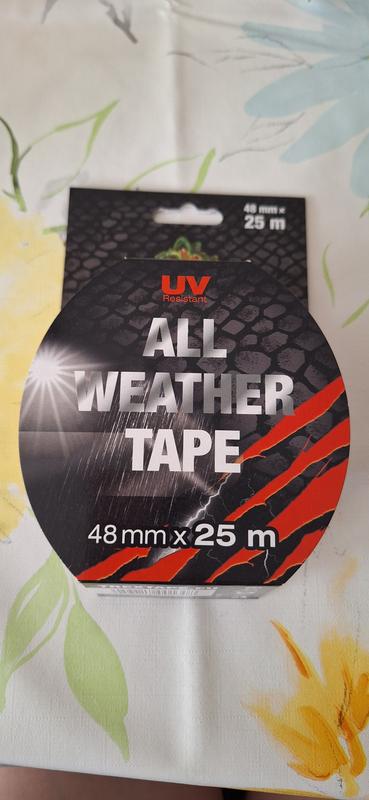 48 mm x
25 m
UV
Resistant
ALL
WEATHER
TAPE
48 mm x 25 m